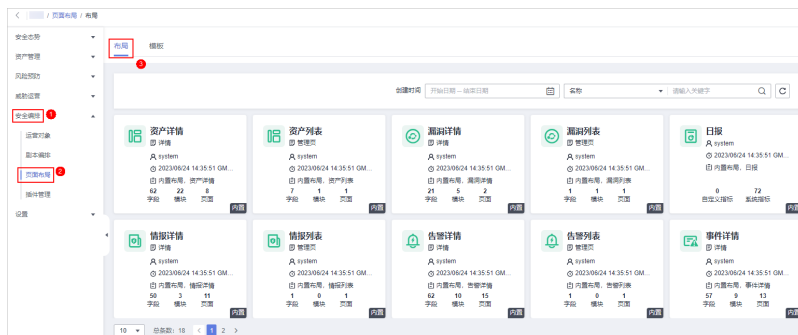 / 页面布局 / 布局
安全态势
资产管理
风险预防
威胁运营
安全编排 1
运营对象
剧本编排
页面布局 2
插件管理
设置
布局 模板
3
创建时间 开始日期 – 结束日期 名称 请输入关键字
资产详情
详情
system
2023/06/24 14:35:51 GM...
内置布局、资产详情
62 22 8
字段 模块 页面
内置
资产列表
管理页
system
2023/06/24 14:35:51 GM...
内置布局、资产列表
7 1 1
字段 模块 页面
内置
漏洞详情
详情
system
2023/06/24 14:35:51 GM...
内置布局、漏洞详情
21 5 2
字段 模块 页面
内置
漏洞列表
管理页
system
2023/06/24 14:35:51 GM...
内置布局、漏洞列表
1 1 1
字段 模块 页面
内置
日报
system
2023/06/24 14:35:51 GM...
内置布局、日报
0 72
自定义指标 系统指标
内置
情报详情
详情
system
2023/06/24 14:35:51 GM...
内置布局、情报详情
50 3 11
字段 模块 页面
内置
情报列表
管理页
system
2023/06/24 14:35:51 GM...
内置布局、情报列表
1 0 1
字段 模块 页面
内置
告警详情
详情
system
2023/06/24 14:35:51 GM...
内置布局、告警详情
62 10 15
字段 模块 页面
内置
告警列表
管理页
system
2023/06/24 14:35:51 GM...
内置布局、告警列表
1 0 1
字段 模块 页面
内置
事件详情
详情
system
2023/06/24 14:35:51 GM...
内置布局、事件详情
57 9 13
字段 模块 页面
内置
10 总条数: 18 < 1 2 >